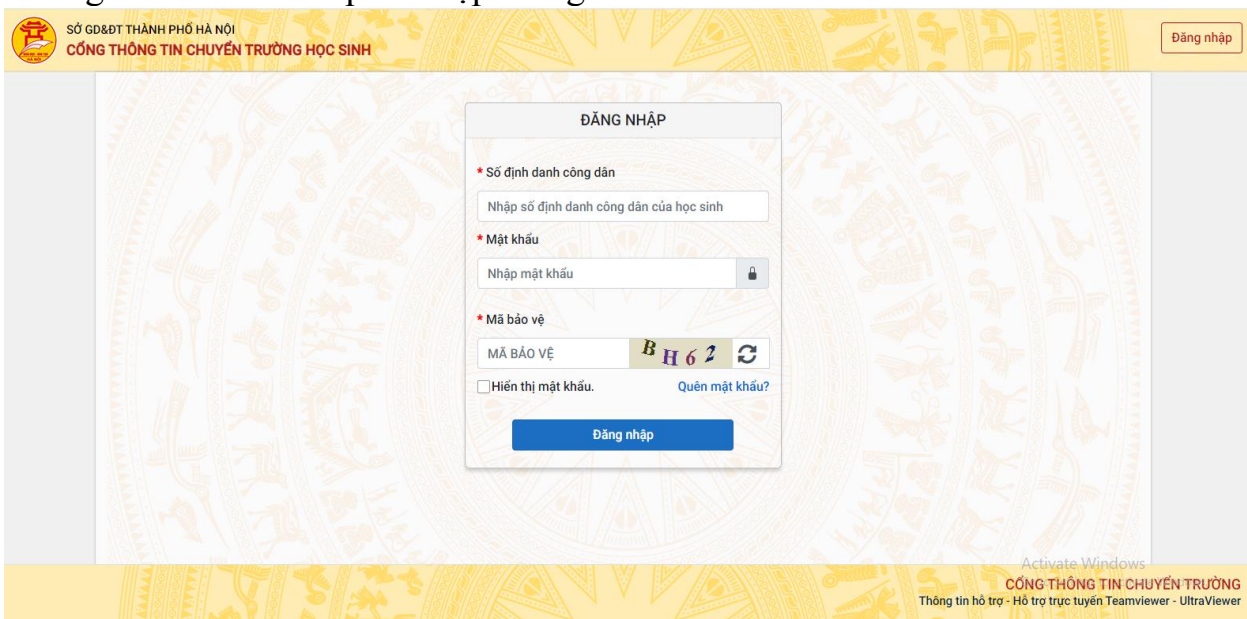 SỞ GD&ĐT THÀNH PHỐ HÀ NỘI
CỔNG THÔNG TIN CHUYỂN TRƯỜNG HỌC SINH
Đăng nhập
ĐĂNG NHẬP
* Số định danh công dân
Nhập số định danh công dân của học sinh
* Mật khẩu
Nhập mật khẩu
* Mã bảo vệ
MÃ BẢO VỆ BH62
Hiển thị mật khẩu. Quên mật khẩu?
Đăng nhập
Activate Windows
CỔNG THÔNG TIN CHUYỂN TRƯỜNG
Thông tin hỗ trợ - Hỗ trợ trực tuyến Teamviewer - UltraViewer